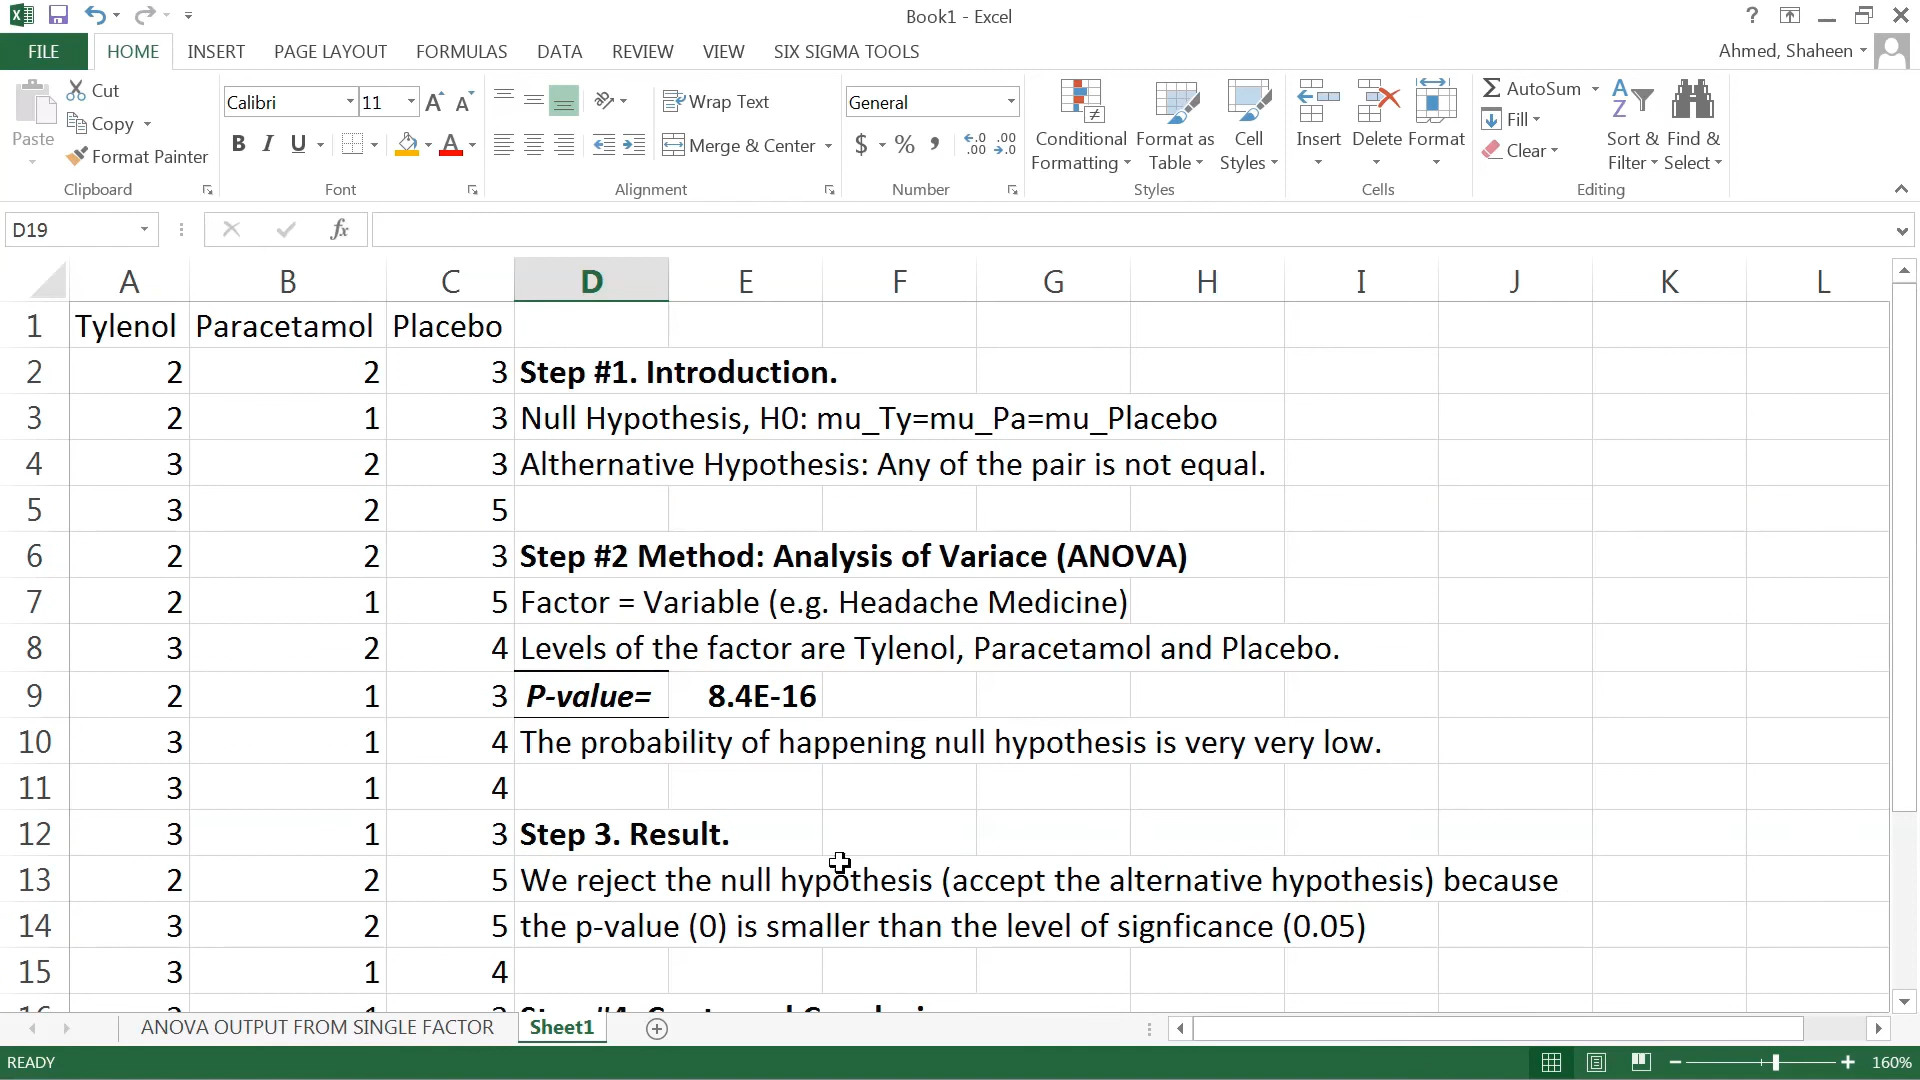 Book1 - Excel
FILE HOME INSERT PAGE LAYOUT FORMULAS DATA REVIEW VIEW SIX SIGMA TOOLS Ahmed, Shaheen
Paste
Cut
Copy
Format Painter
Clipboard
Calibri 11
B I U
Font
Wrap Text
Merge & Center
Alignment
General
$ % ,
Number
Conditional Formatting
Format as Table
Cell Styles
Styles
Insert
Delete
Format
Cells
AutoSum
Fill
Clear
Sort & Filter
Find & Select
Editing
D19 fx
A B C D E F G H I J K L
1 Tylenol Paracetamol Placebo
2 2 2 3 Step #1. Introduction.
3 2 1 3 Null Hypothesis, H0: mu_Ty=mu_Pa=mu_Placebo
4 3 2 3 Althernative Hypothesis: Any of the pair is not equal.
5 3 2 5
6 2 2 3 Step #2 Method: Analysis of Variace (ANOVA)
7 2 1 5 Factor = Variable (e.g. Headache Medicine)
8 3 2 4 Levels of the factor are Tylenol, Paracetamol and Placebo.
9 2 1 3 P-value= 8.4E-16
10 3 1 4 The probability of happening null hypothesis is very very low.
11 3 1 4
12 3 1 3 Step 3. Result.
13 2 2 5 We reject the null hypothesis (accept the alternative hypothesis) because
14 3 2 5 the p-value (0) is smaller than the level of signficance (0.05)
15 3 1 4
ANOVA OUTPUT FROM SINGLE FACTOR Sheet1
READY 160%